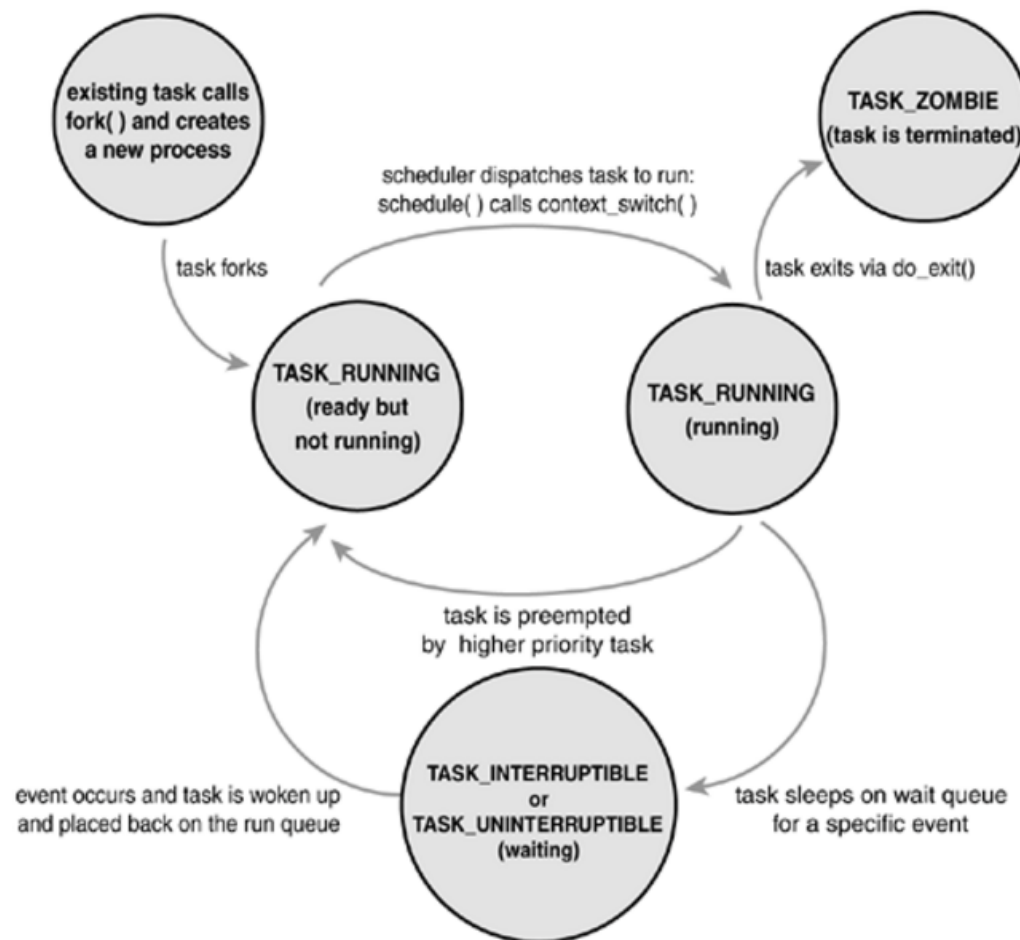 existing task calls
fork( ) and creates
a new process
TASK_ZOMBIE
(task is terminated)
scheduler dispatches task to run:
schedule( ) calls context_switch( )
task forks
task exits via do_exit()
TASK_RUNNING
(ready but
not running)
TASK_RUNNING
(running)
task is preempted
by higher priority task
event occurs and task is woken up
and placed back on the run queue
TASK_INTERRUPTIBLE
or
TASK_UNINTERRUPTIBLE
(waiting)
task sleeps on wait queue
for a specific event